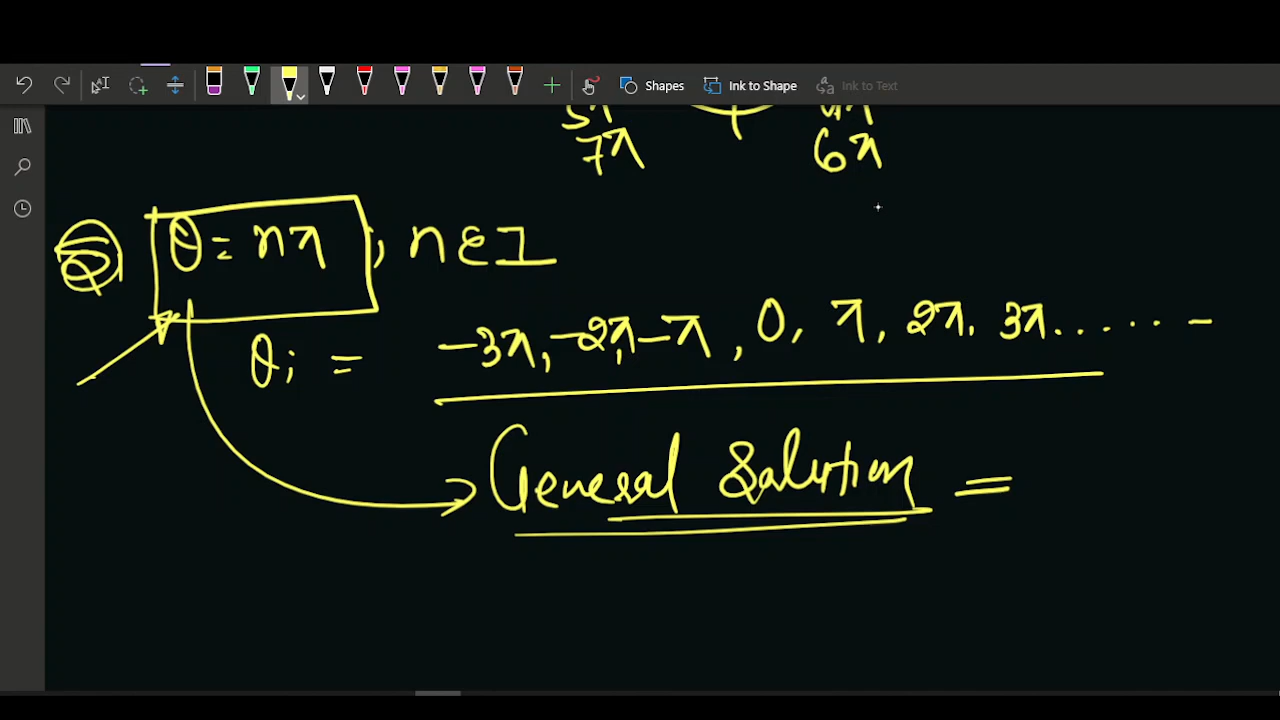 Shapes Ink to Shape Ink to Text
7π 6π
θ = nπ ; n ∈ I
θ; = -3π, -2π, -π, 0, π, 2π, 3π...... -
General Solution =